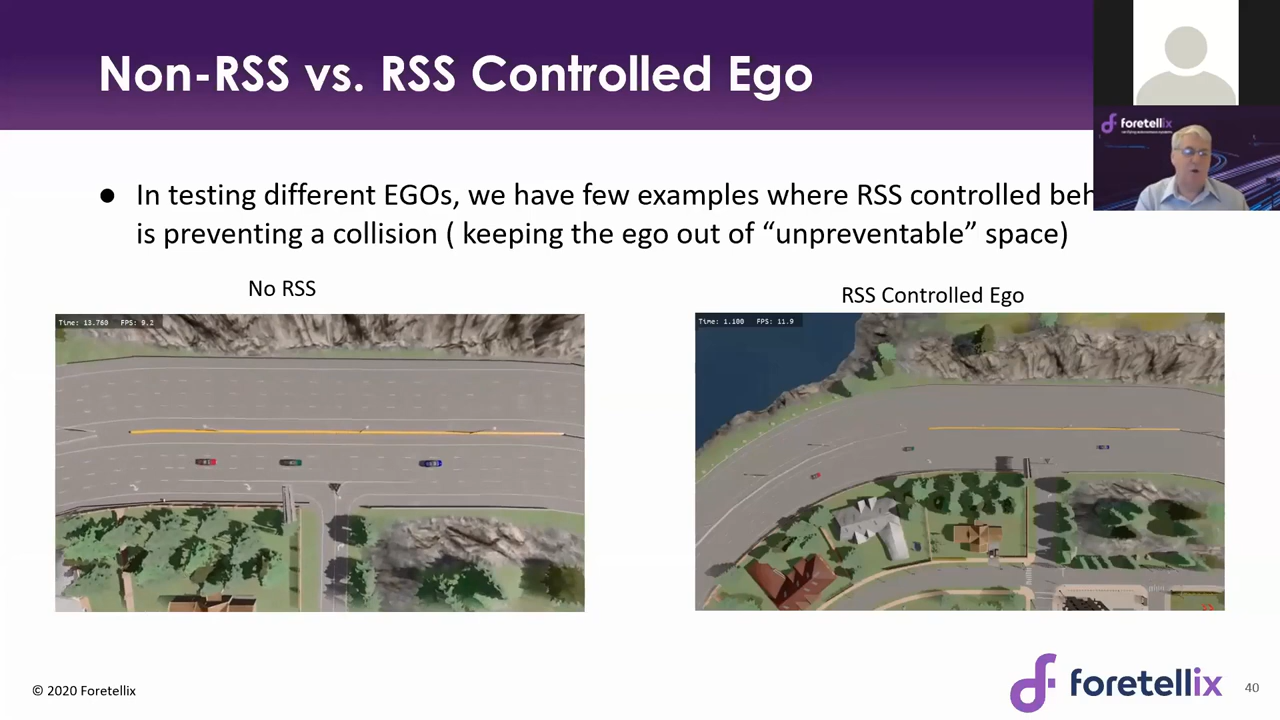 Non-RSS vs. RSS Controlled Ego
foretellix
● In testing different EGOs, we have few examples where RSS controlled beh
is preventing a collision ( keeping the ego out of “unpreventable” space)
No RSS
RSS Controlled Ego
Time: 13.760 FPS: 9.2
Time: 1.100 FPS: 11.9
© 2020 Foretellix
foretellix
40